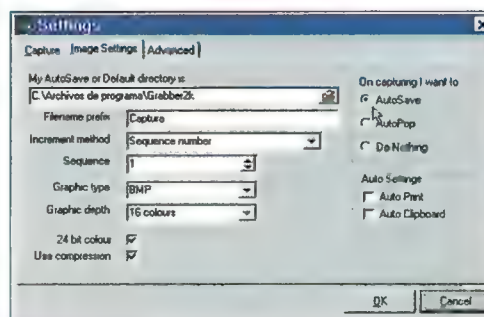 Settings
Capture Image Settings Advanced
My AutoSave or Default directory is
C:\Archivos de programa\Grabber2k
Filename prefix Captura
Increment method Sequence number
Sequence 1
Graphic type BMP
Graphic depth 16 colours
24 bit colour
Use compression
On capturing I want to
AutoSave
AutoPop
Do Nothing
Auto Settings
Auto Print
Auto Clipboard
OK Cancel